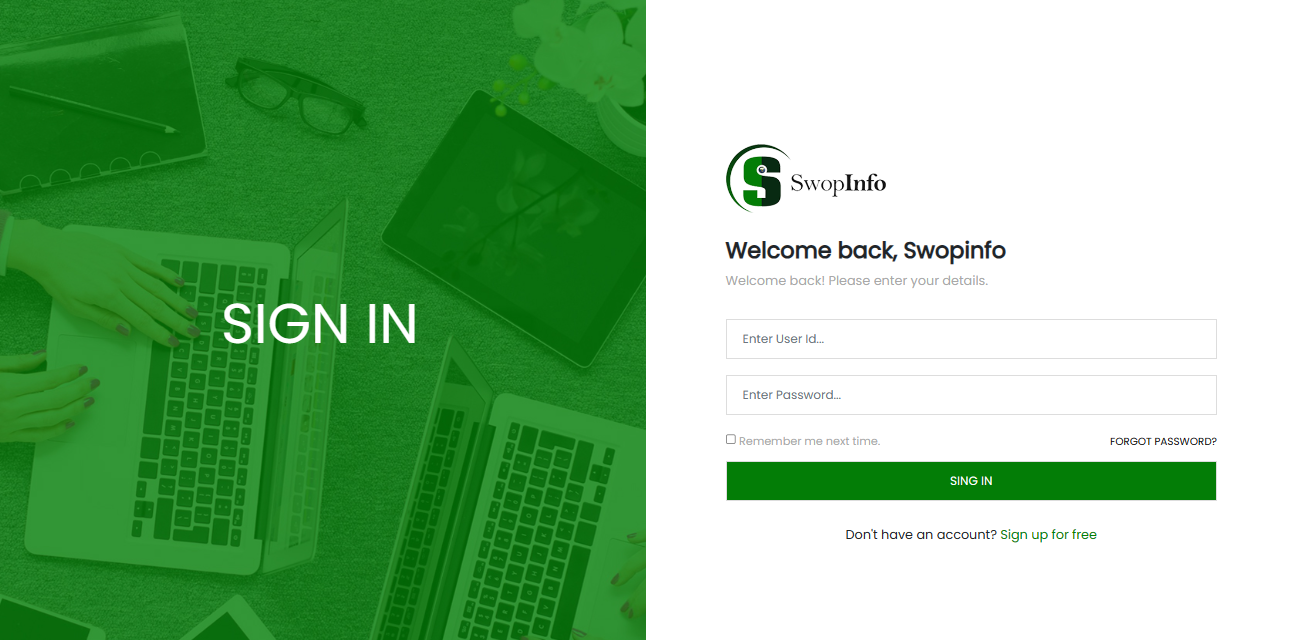 SIGN IN
SwopInfo
Welcome back, Swopinfo
Welcome back! Please enter your details.
Enter User Id...
Enter Password...
Remember me next time.
FORGOT PASSWORD?
SING IN
Don't have an account? Sign up for free